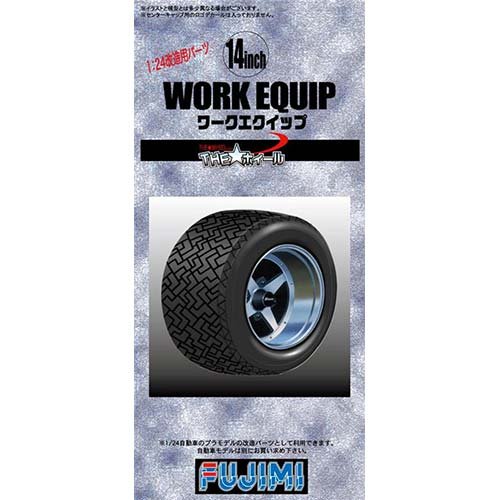 ※イラストと模型とは多少異なる場合がございます。
※センターキャップ用のロゴデカールは入っておりません。
1:24改造用パーツ
14inch
WORK EQUIP
ワークエクイップ
THE★ホイール
※1/24自動車のプラモデルの改造パーツとして利用できます。
自動車モデルは別にお買い求め下さい。
FUJIMI